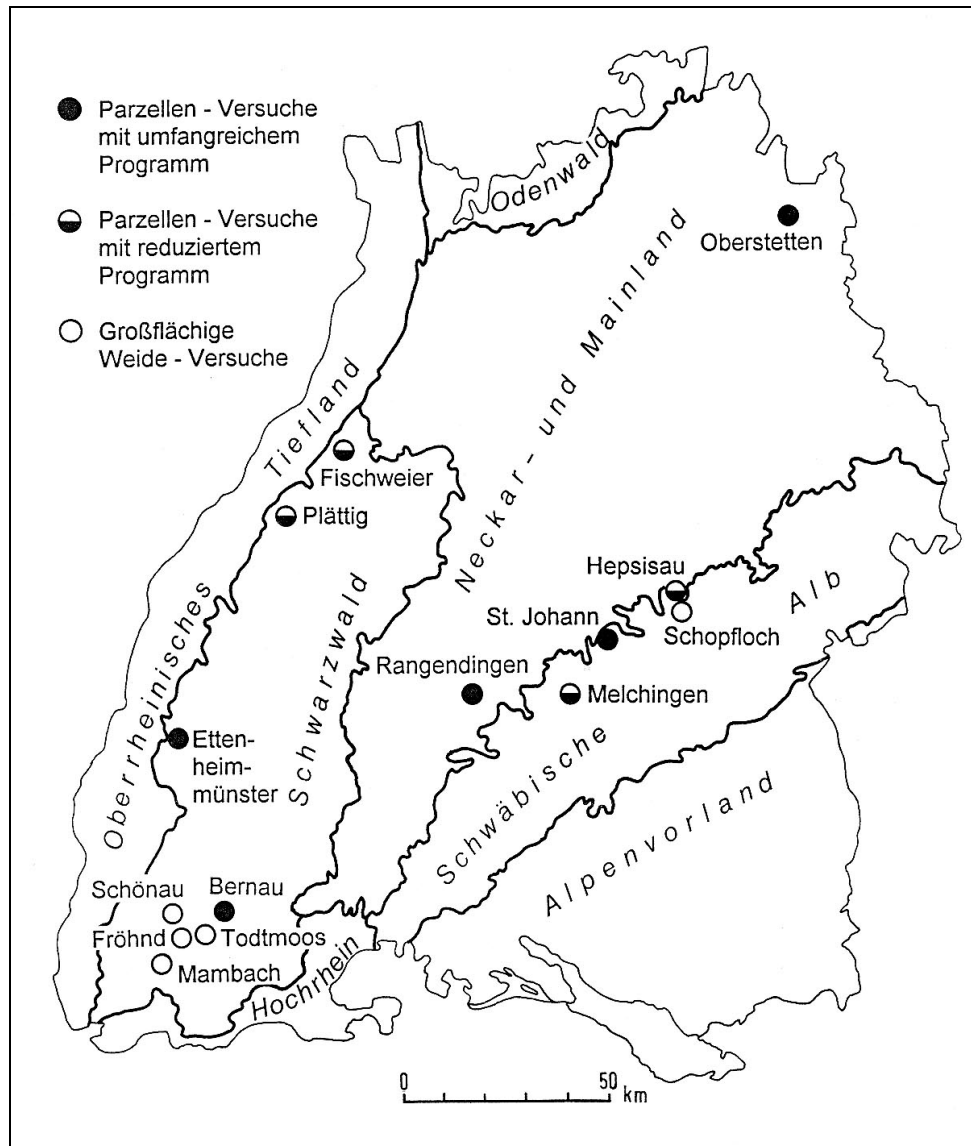 Parzellen - Versuche
mit umfangreichem
Programm
Parzellen - Versuche
mit reduziertem
Programm
Großflächige
Weide - Versuche
Odenwald
Oberstetten
Neckar- und Mainland
Oberrheinisches Tiefland
Fischweier
Plättig
Schwarzwald
Hepsisau
Schopfloch
St. Johann
Rangendingen
Melchingen
Schwäbische Alb
Alpenvorland
Etten-
heim-
münster
Schönau
Bernau
Fröhnd
Todtmoos
Mambach
Hochrhein
0 50
km